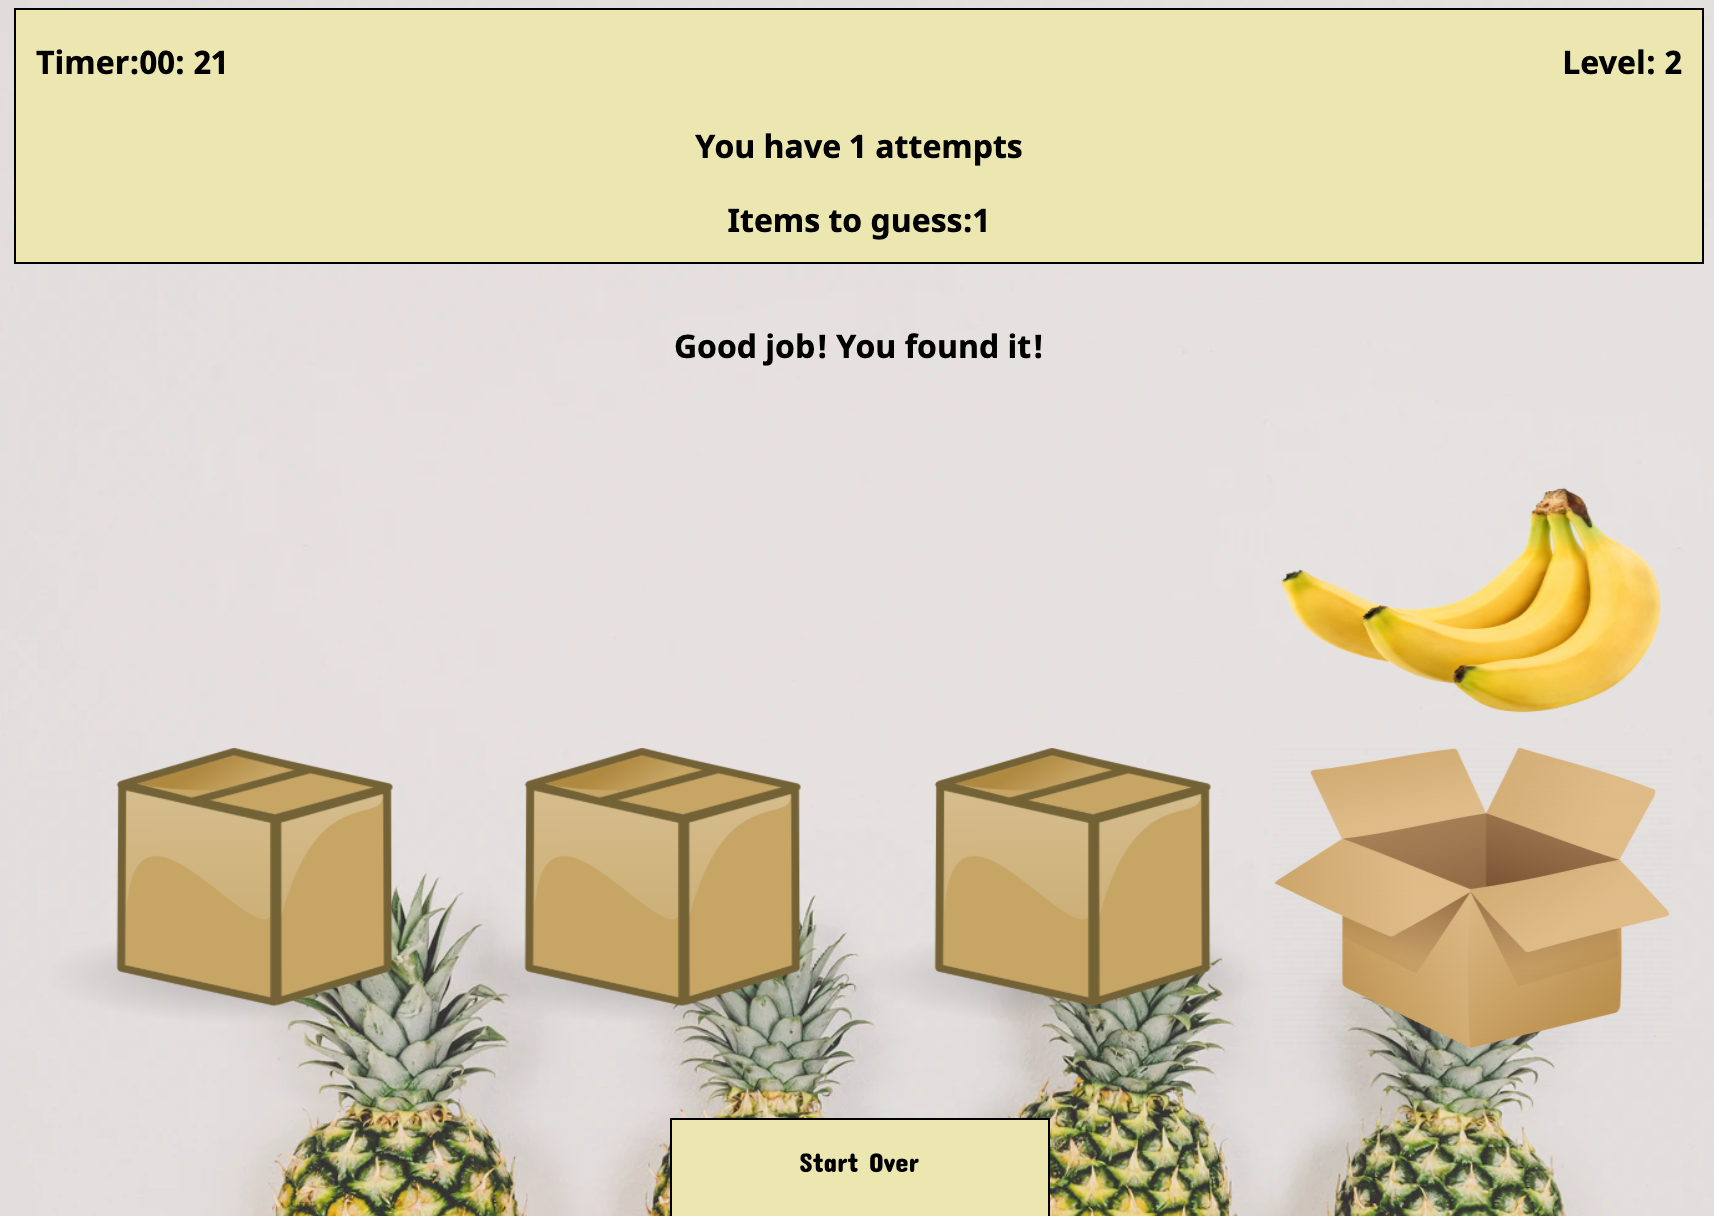 Timer:00: 21
Level: 2
You have 1 attempts
Items to guess:1
Good job! You found it!
Start Over